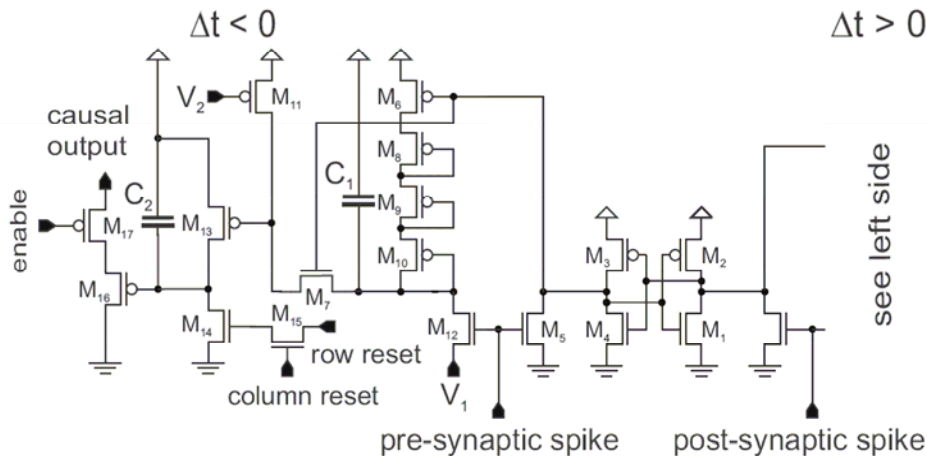 Δt < 0
Δt > 0
V₂
M₁₁
M₆
causal
output
C₂
C₁
M₈
M₉
M₁₃
M₁₇
enable
M₁₀
M₃
M₂
M₁₆
M₇
M₁₄
M₁₅
M₁₂
M₅
M₄
M₁
see left side
row reset
column reset
V₁
pre-synaptic spike
post-synaptic spike